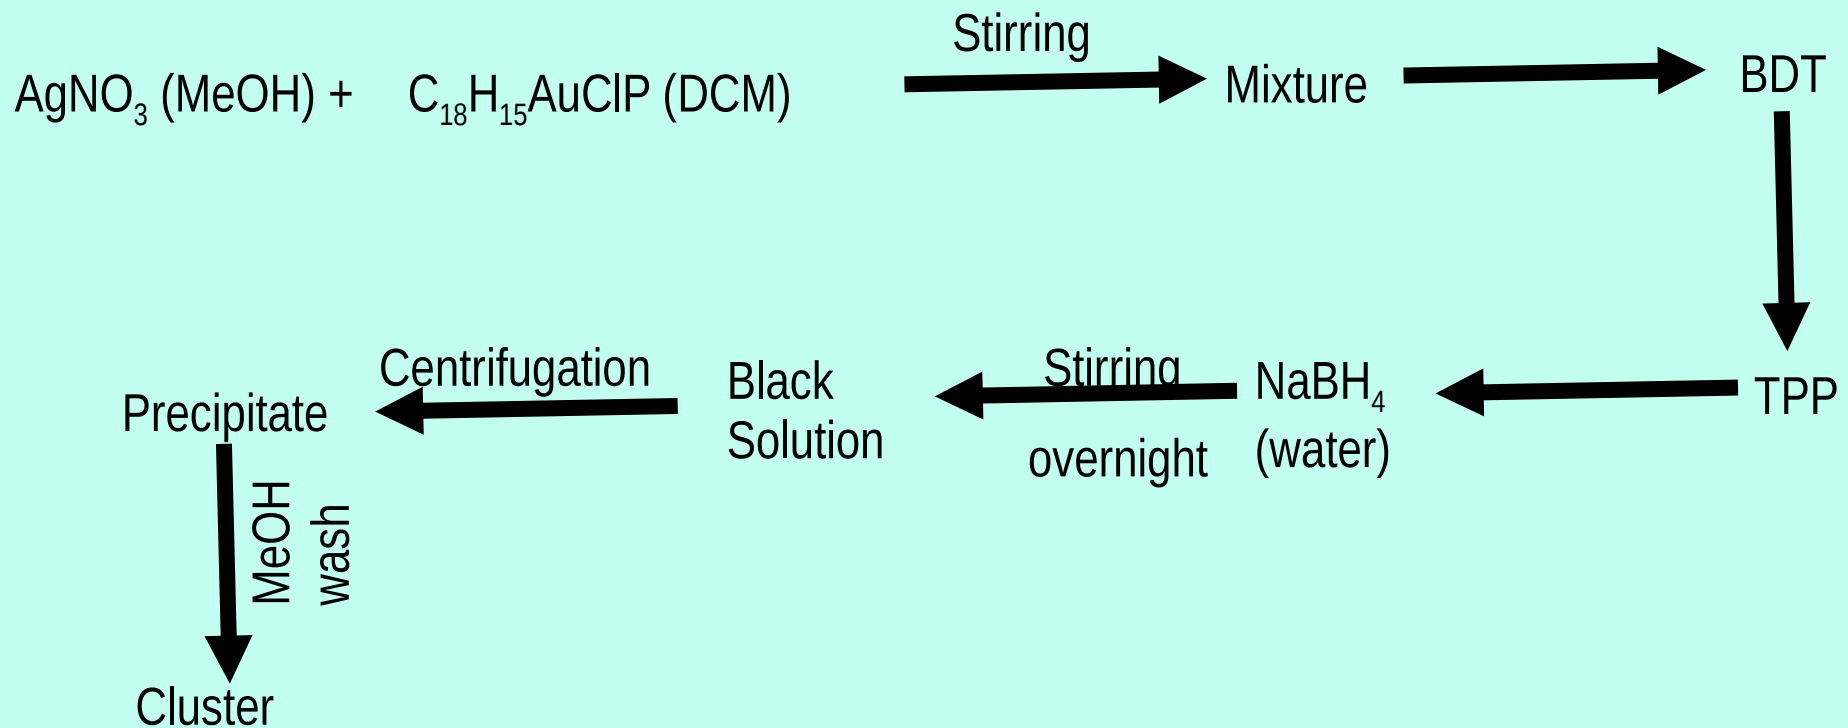 Stirring
AgNO₃ (MeOH) + C₁₈H₁₅AuClP (DCM)
Mixture
BDT
TPP
NaBH₄
(water)
Stirring
overnight
Black
Solution
Centrifugation
Precipitate
MeOH
wash
Cluster